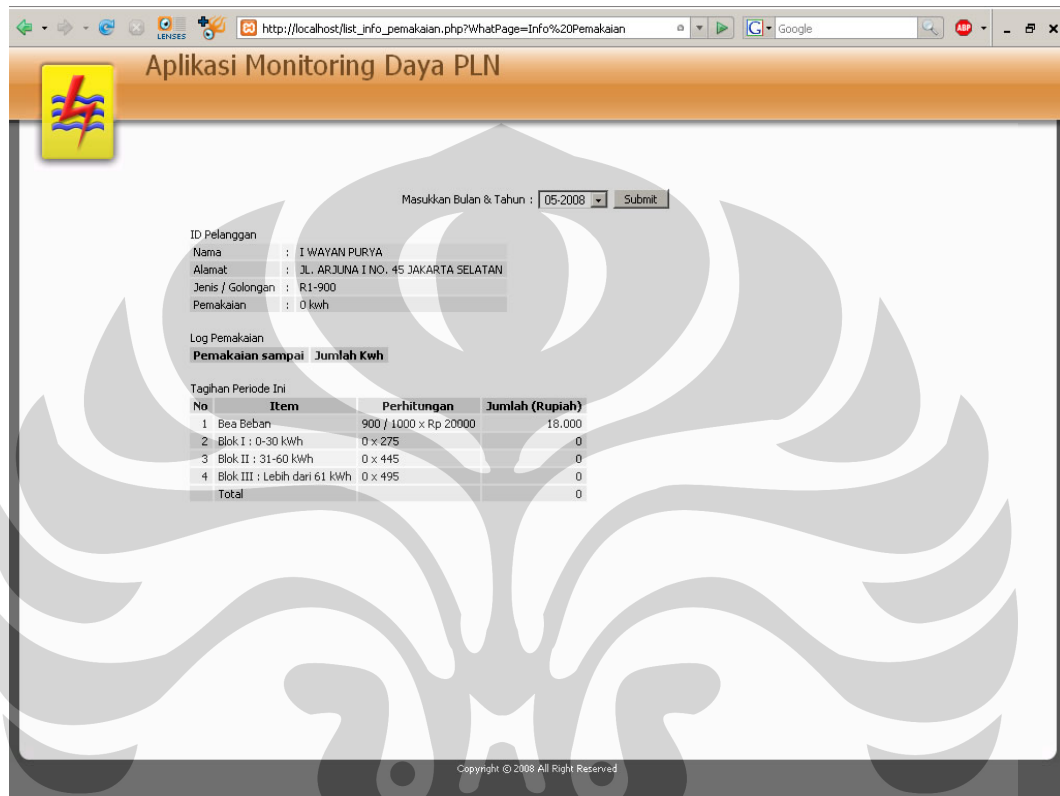 LENSES
http://localhost/list_info_pemakaian.php?WhatPage=Info%20Pemakaian
G
Google
ABP
Aplikasi Monitoring Daya PLN
Masukkan Bulan & Tahun : 05-2008 Submit
ID Pelanggan
Nama : I WAYAN PURYA
Alamat : JL. ARJUNA I NO. 45 JAKARTA SELATAN
Jenis / Golongan : R1-900
Pemakaian : 0 kwh
Log Pemakaian
Pemakaian sampai Jumlah Kwh
Tagihan Periode Ini
No Item Perhitungan Jumlah (Rupiah)
1 Bea Beban 900 / 1000 x Rp 20000 18.000
2 Blok I : 0-30 kWh 0 x 275 0
3 Blok II : 31-60 kWh 0 x 445 0
4 Blok III : Lebih dari 61 kWh 0 x 495 0
Total 0
Copyright © 2008 All Right Reserved